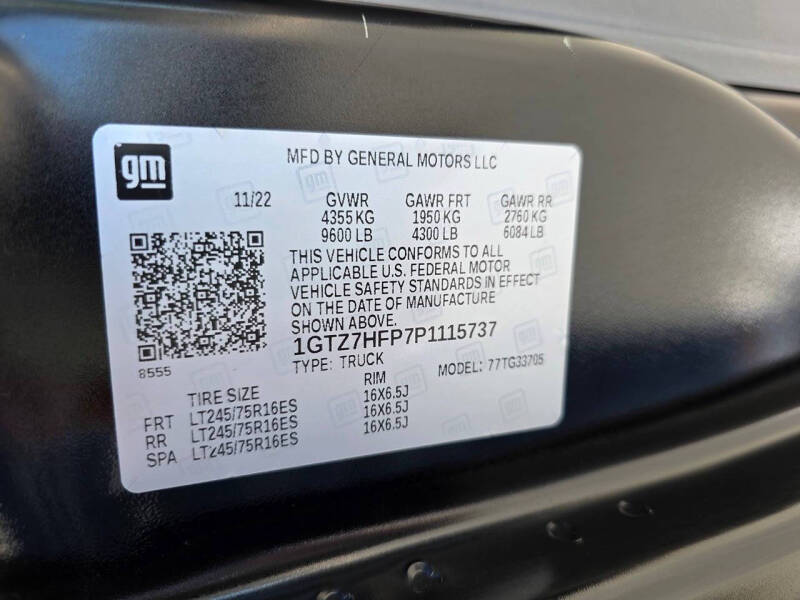 gm
MFD BY GENERAL MOTORS LLC
11/22 GVWR GAWR FRT GAWR RR
4355 KG 1950 KG 2760 KG
9600 LB 4300 LB 6084 LB
THIS VEHICLE CONFORMS TO ALL
APPLICABLE U.S. FEDERAL MOTOR
VEHICLE SAFETY STANDARDS IN EFFECT
ON THE DATE OF MANUFACTURE
SHOWN ABOVE.
1GTZ7HFP7P1115737
8555
TYPE: TRUCK MODEL: 77TG33705
TIRE SIZE RIM
FRT LT245/75R16ES 16X6.5J
RR LT245/75R16ES 16X6.5J
SPA LT245/75R16ES 16X6.5J